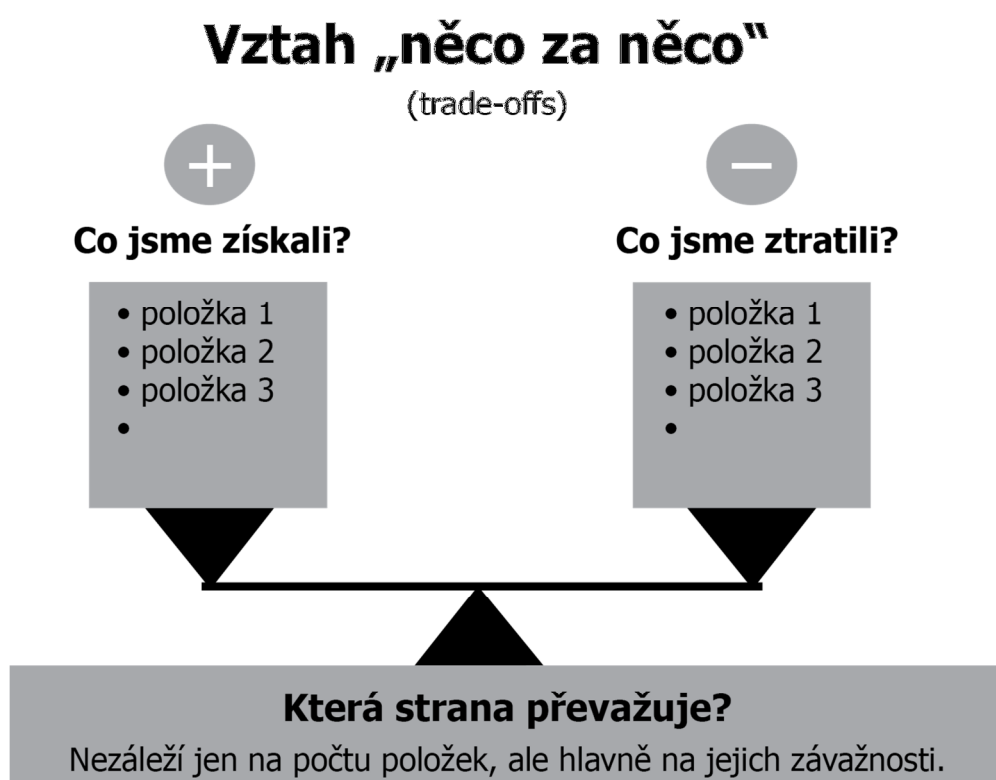 Vztah „něco za něco“
(trade-offs)
+
−
Co jsme získali?
Co jsme ztratili?
• položka 1
• položka 2
• položka 3
•
• položka 1
• položka 2
• položka 3
•
Která strana převažuje?
Nezáleží jen na počtu položek, ale hlavně na jejich závažnosti.